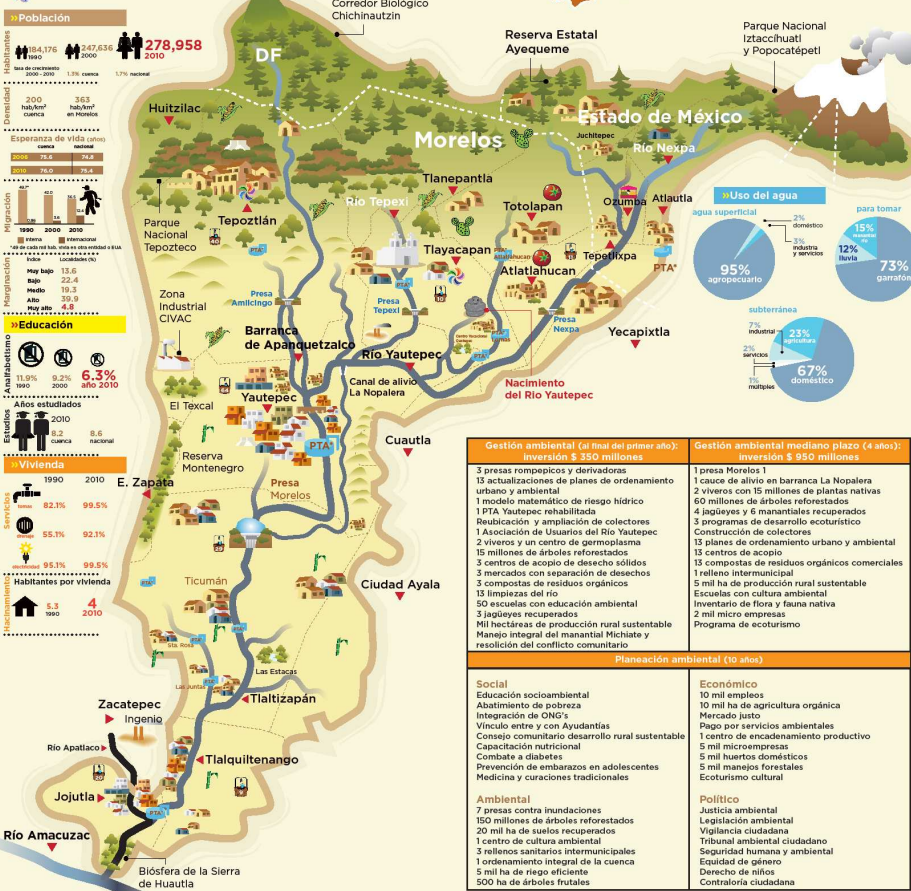 »Población
Habitantes
184,176
1990
247,636
2000
278,958
2010
tasa de crecimiento
2000 - 2010
1.3% cuenca
1.7% nacional
Densidad
200
hab/km²
cuenca
363
hab/km²
en Morelos
Esperanza de vida (años)
cuenca nacional
75.6 74.8
2010 76.0 75.4
Migración
1990 2000 2010
Interna Internacional
*49 de cada mil hab. vivía en otra entidad o EUA
Marginación
Índice Localidades (%)
Muy bajo 13.6
Bajo 22.4
Medio 19.3
Alto 39.9
Muy alto 4.8
»Educación
Analfabetismo
11.9%
1990
9.2%
2000
6.3%
año 2010
Estudios
Años estudiados
2010
8.2
cuenca
8.6
nacional
»Vivienda
Servicios
1990 2010
tomas
82.1% 99.5%
drenaje
55.1% 92.1%
electricidad
95.1% 99.5%
Hacinamiento
Habitantes por vivienda
5.3
1990
4
2010
Corredor Biológico
Chichinautzin
DF
Reserva Estatal
Ayequeme
Parque Nacional
Iztaccíhuatl
y Popocatépetl
Huitzilac
Morelos
Estado de México
Juchitepec
Río Nexpa
Tlanepantla
Río Tepexi
Totolapan
Ozumba
Atlautla
Tepoztlán
Parque
Nacional
Tepozteco
Tlayacapan
PTA*
Atlatlahucan
Atlatlahucan
Tepetlixpa
PTA*
PTA*
PTA*
Presa
Amilcingo
Presa
Tepexi
Presa
Nexpa
Zona
Industrial
CIVAC
Barranca
de Apanquetzalco
Yecapixtla
Río Yautepec
Canal de alivio
La Nopalera
Nacimiento
del Río Yautepec
El Texcal
Yautepec
PTA*
Cuautla
Reserva
Montenegro
E. Zapata
Presa
Morelos
Ticumán
Ciudad Ayala
PTA*
Sta. Rosa
Las Juntas
Las Estacas
Tlaltizapán
Zacatepec
Ingenio
Río Apatlaco
Tlalquiltenango
Jojutla
PTA*
Río Amacuzac
Biósfera de la Sierra
de Huautla
»Uso del agua
agua superficial
2%
doméstico
3%
industria
y servicios
95%
agropecuario
para tomar
15%
12%
lluvia
73%
garrafón
subterránea
7%
industrial
23%
agricultura
2%
servicios
1%
múltiples
67%
doméstico
Gestión ambiental (al final del primer año):
inversión $ 350 millones
3 presas rompepicos y derivadoras
13 actualizaciones de planes de ordenamiento
urbano y ambiental
1 modelo matemático de riesgo hídrico
1 PTA Yautepec rehabilitada
Reubicación y ampliación de colectores
1 Asociación de Usuarios del Río Yautepec
2 viveros y un centro de germoplasma
15 millones de árboles reforestados
3 centros de acopio de desecho sólidos
3 mercados con separación de desechos
3 compostas de residuos orgánicos
13 limpiezas del río
50 escuelas con educación ambiental
3 jagüeyes recuperados
Mil hectáreas de producción rural sustentable
Manejo integral del manantial Michiate y
resolición del conflicto comunitario
Gestión ambiental mediano plazo (4 años):
inversión $ 950 millones
1 presa Morelos 1
1 cauce de alivio en barranca La Nopalera
2 viveros con 15 millones de plantas nativas
60 millones de árboles reforestados
4 jagüeyes y 6 manantiales recuperados
3 programas de desarrollo ecoturístico
Construcción de colectores
13 planes de ordenamiento urbano y ambiental
13 centros de acopio
13 compostas de residuos orgánicos comerciales
1 relleno intermunicipal
5 mil ha de producción rural sustentable
Escuelas con cultura ambiental
Inventario de flora y fauna nativa
2 mil micro empresas
Programa de ecoturismo
Planeación ambiental (10 años)
Social
Educación socioambiental
Abatimiento de pobreza
Integración de ONG's
Vínculo entre y con Ayudantías
Consejo comunitario desarrollo rural sustentable
Capacitación nutricional
Combate a diabetes
Prevención de embarazos en adolescentes
Medicina y curaciones tradicionales
Económico
10 mil empleos
10 mil ha de agricultura orgánica
Mercado justo
Pago por servicios ambientales
1 centro de encadenamiento productivo
5 mil microempresas
5 mil huertos domésticos
5 mil manejos forestales
Ecoturismo cultural
Ambiental
7 presas contra inundaciones
150 millones de árboles reforestados
20 mil ha de suelos recuperados
1 centro de cultura ambiental
3 rellenos sanitarios intermunicipales
1 ordenamiento integral de la cuenca
5 mil ha de riego eficiente
500 ha de árboles frutales
Político
Justicia ambiental
Legislación ambiental
Vigilancia ciudadana
Tribunal ambiental ciudadano
Seguridad humana y ambiental
Equidad de género
Derecho de niños
Contraloría ciudadana